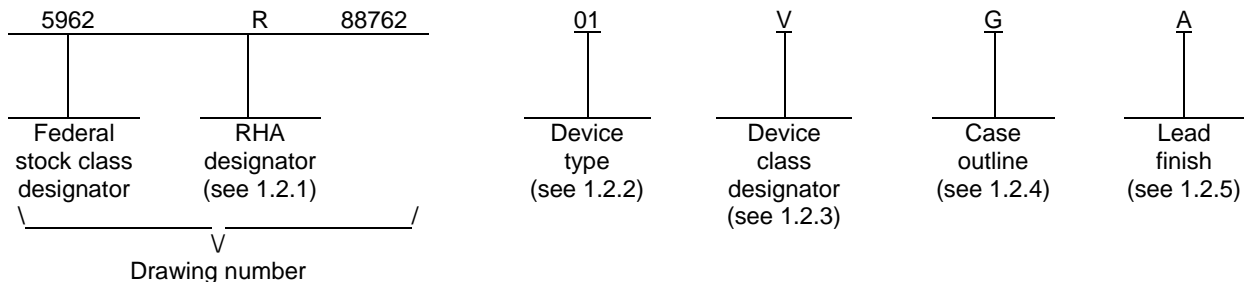 5962 R 88762 01 V G A
Federal RHA Device Device Case Lead
stock class designator type class outline finish
designator (see 1.2.1) (see 1.2.2) designator (see 1.2.4) (see 1.2.5)
(see 1.2.3)
\ /
\/
Drawing number